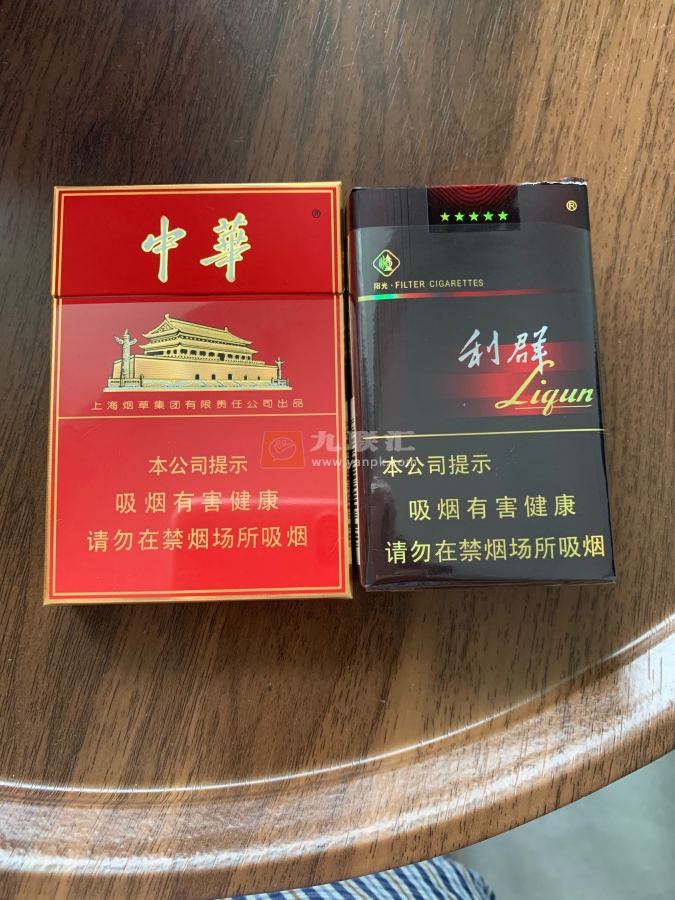 中華
®
上海烟草集团有限责任公司出品
本公司提示
吸烟有害健康
请勿在禁烟场所吸烟
®
阳光·FILTER CIGARETTES
利群
Liqun
本公司提示
吸烟有害健康
请勿在禁烟场所吸烟
九联汇